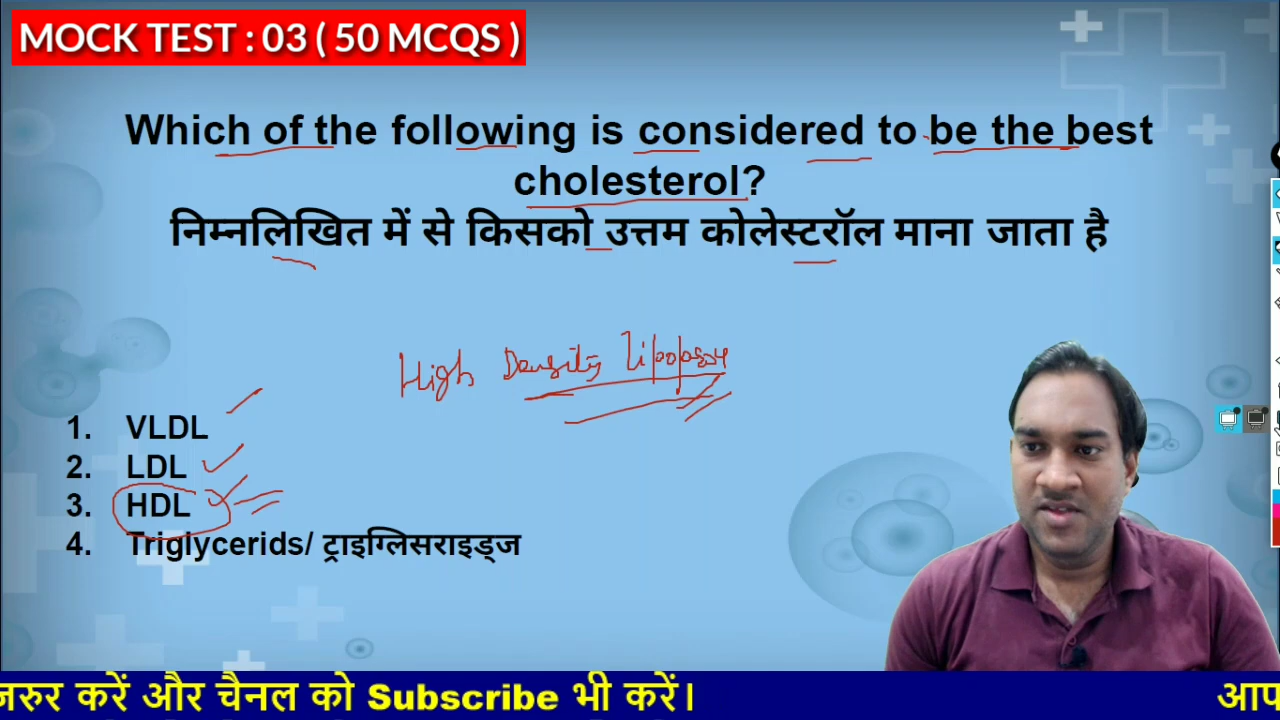 MOCK TEST : 03 ( 50 MCQS )
Which of the following is considered to be the best
cholesterol?
निम्नलिखित में से किसको उत्तम कोलेस्टरॉल माना जाता है
High Density
1. VLDL
2. LDL
3. HDL
4. Triglycerids/ ट्राइग्लिसराइड्ज
जरुर करें और चैनल को Subscribe भी करें। आप